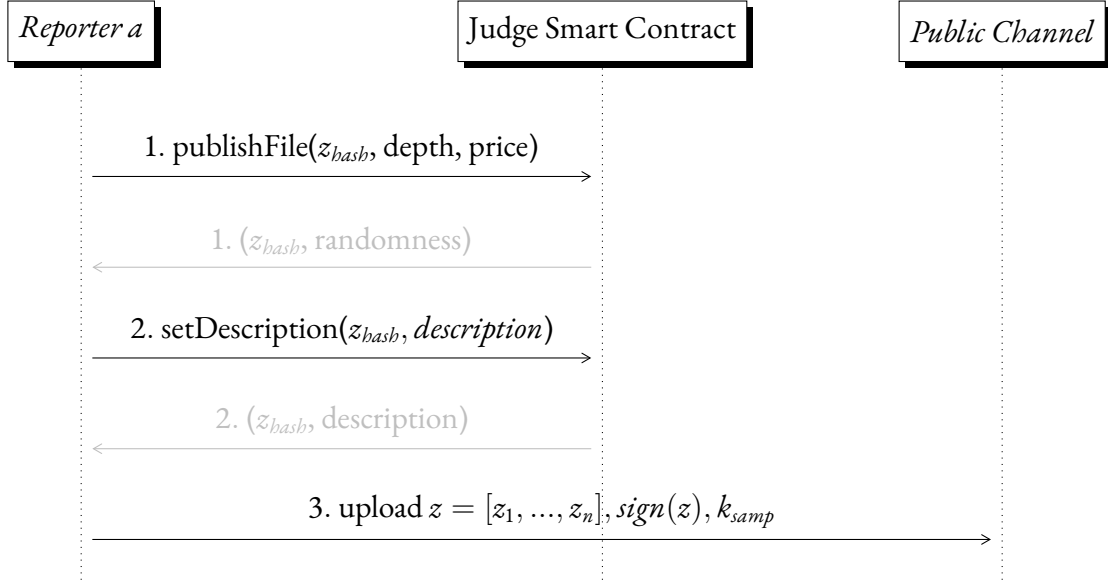 Reporter a
Judge Smart Contract
Public Channel
1. publishFile(z_hash, depth, price)
1. (z_hash, randomness)
2. setDescription(z_hash, description)
2. (z_hash, description)
3. upload z = [z_1, ..., z_n], sign(z), k_samp